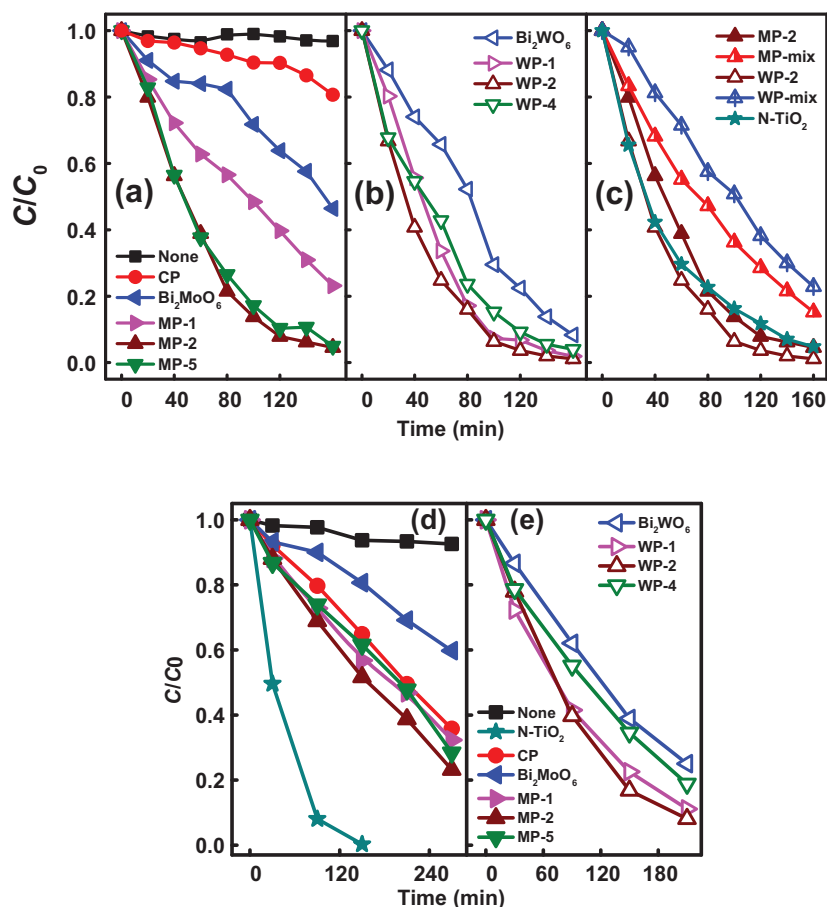 1.0
0.8
0.6
0.4
0.2
0.0
C/C₀
(a)
None
CP
Bi₂MoO₆
MP-1
MP-2
MP-5
0 40 80 120
(b)
Bi₂WO₆
WP-1
WP-2
WP-4
0 40 80 120
(c)
MP-2
MP-mix
WP-2
WP-mix
N-TiO₂
0 40 80 120 160
Time (min)
1.0
0.8
0.6
0.4
0.2
0.0
C/C0
(d)
None
N-TiO₂
CP
Bi₂MoO₆
MP-1
MP-2
MP-5
0 120 240
Time (min)
(e)
Bi₂WO₆
WP-1
WP-2
WP-4
0 60 120 180
Time (min)